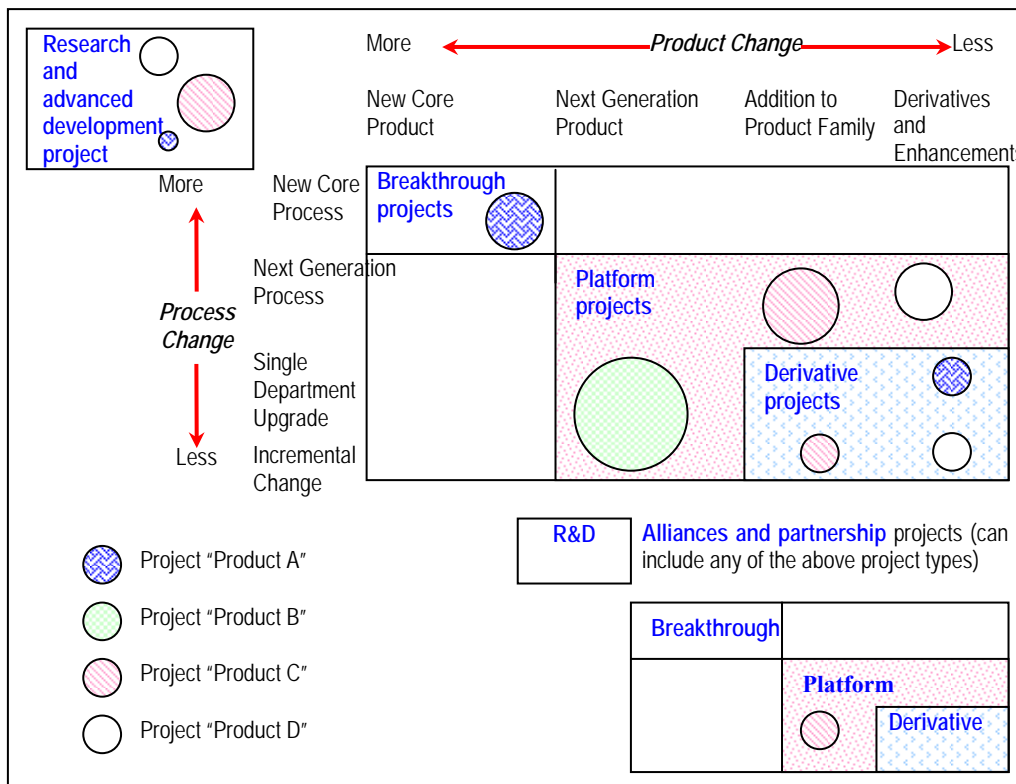 Research
and
advanced
development
project
More
Product Change
Less
New Core
Product
Next Generation
Product
Addition to
Product Family
Derivatives
and
Enhancements
More
Process
Change
Less
New Core
Process
Next Generation
Process
Single
Department
Upgrade
Incremental
Change
Breakthrough
projects
Platform
projects
Derivative
projects
Project “Product A”
Project “Product B”
Project “Product C”
Project “Product D”
R&D
Alliances and partnership projects (can
include any of the above project types)
Breakthrough
Platform
Derivative